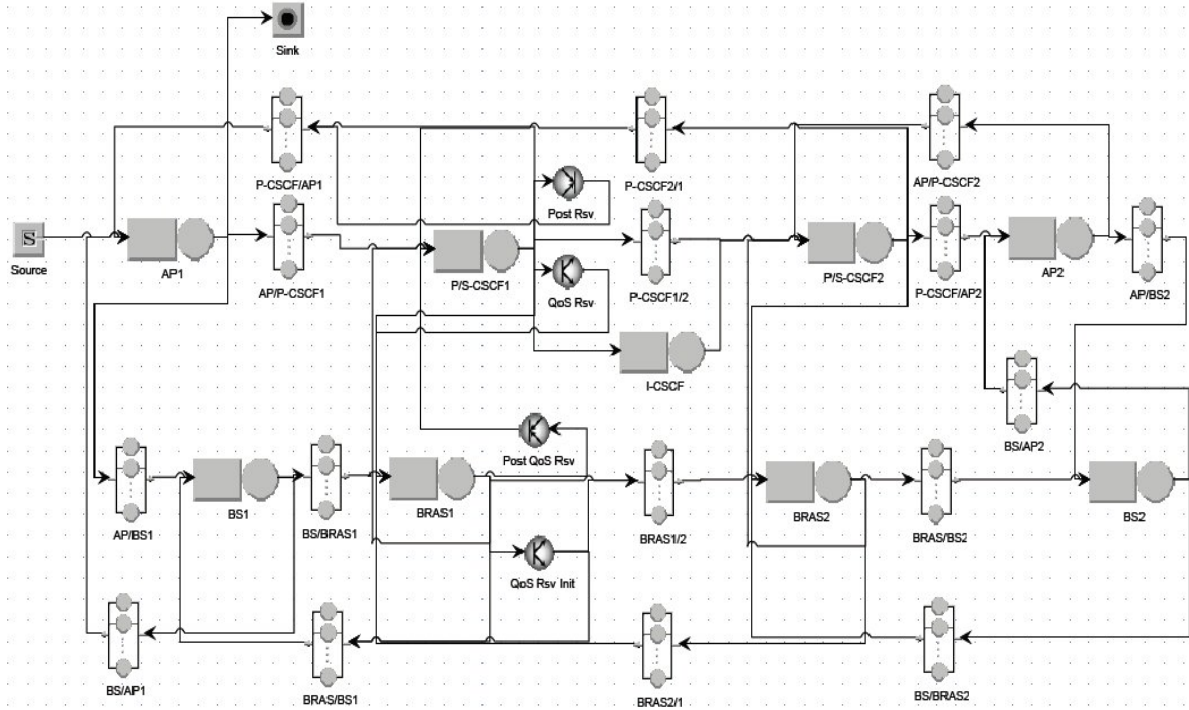 Sink
P-CSCF/AP1
P-CSCF2/1
AP/P-CSCF2
Post Rsv
S
Source
AP1
AP/P-CSCF1
P/S-CSCF1
QoS Rsv
P-CSCF1/2
P/S-CSCF2
P-CSCF/AP2
AP2
AP/BS2
I-CSCF
BS/AP2
Post QoS Rsv
AP/BS1
BS1
BS/BRAS1
BRAS1
BRAS1/2
BRAS2
BRAS/BS2
BS2
QoS Rsv Init
BS/AP1
BRAS/BS1
BRAS2/1
BS/BRAS2